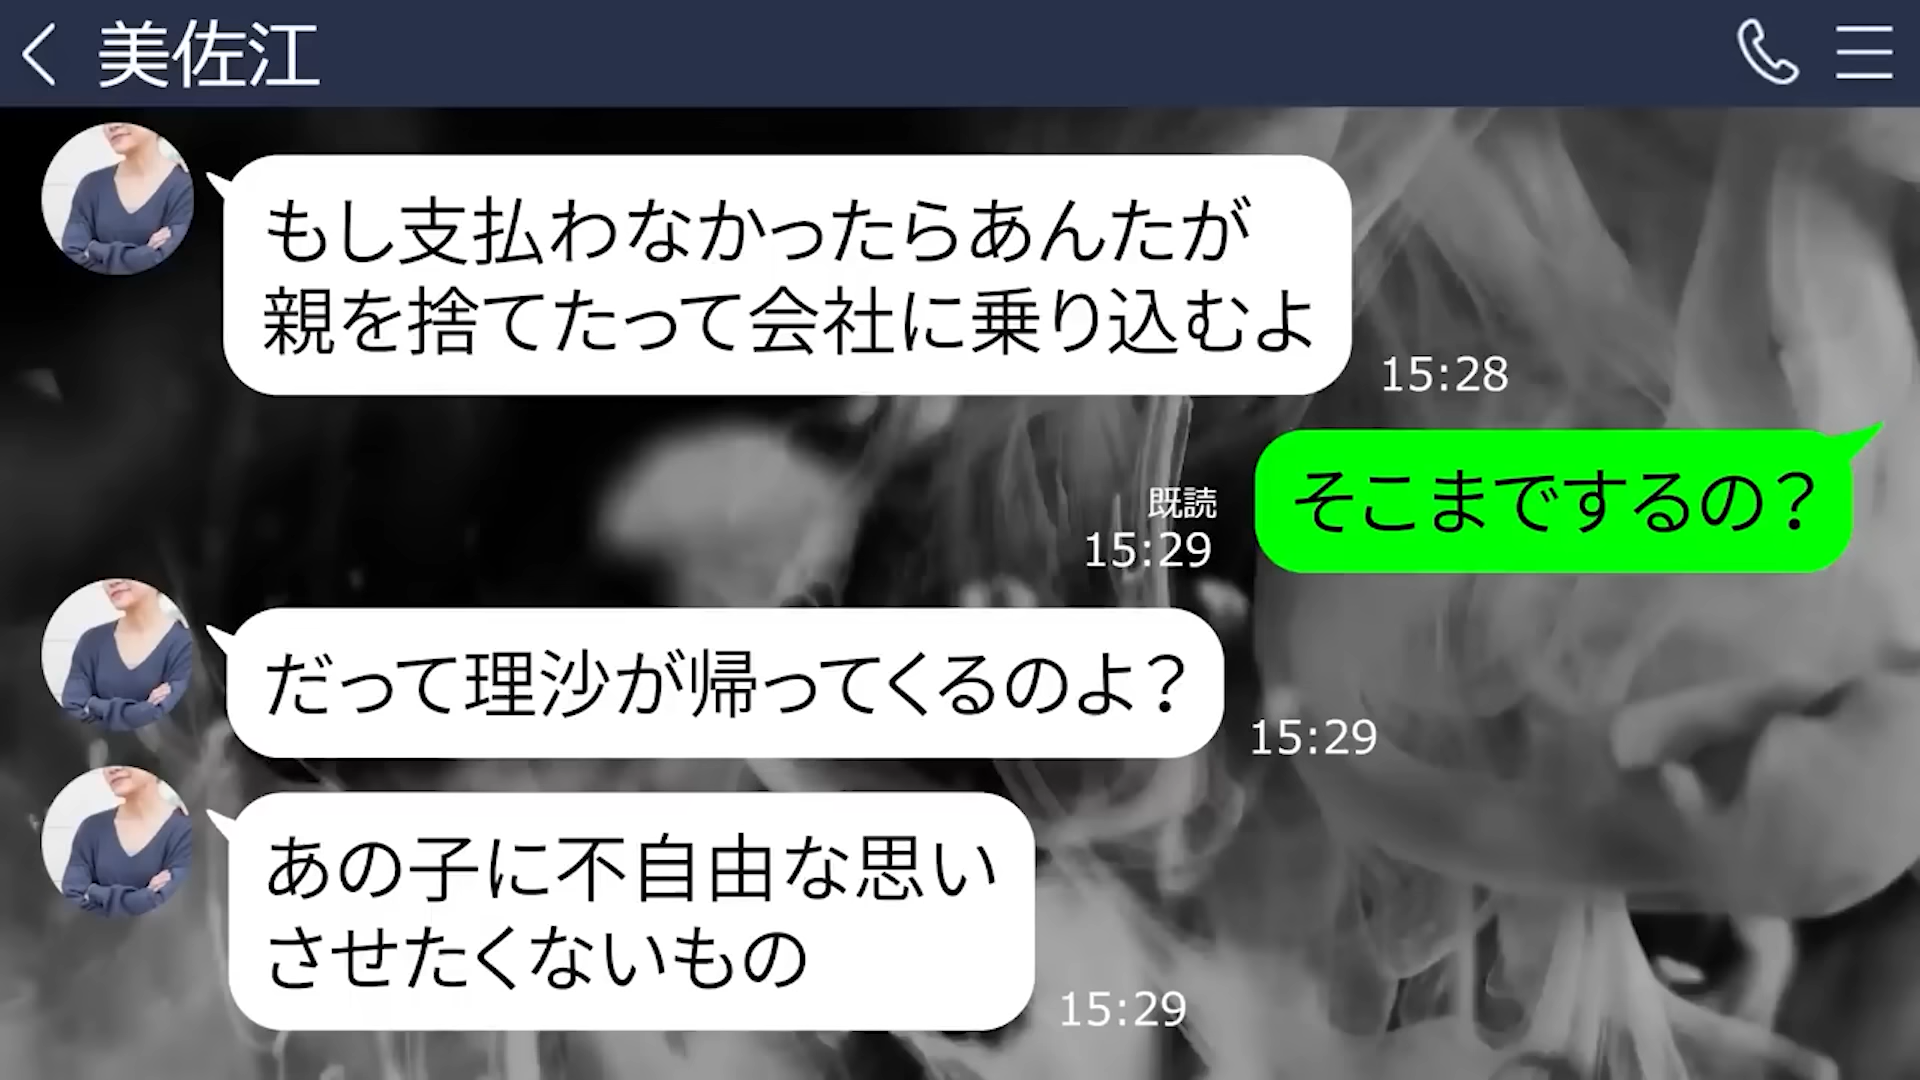 美佐江
もし支払わなかったらあんたが
親を捨てたって会社に乗り込むよ
15:28
そこまでするの？
既読
15:29
だって理沙が帰ってくるのよ？
15:29
あの子に不自由な思い
させたくないもの
15:29